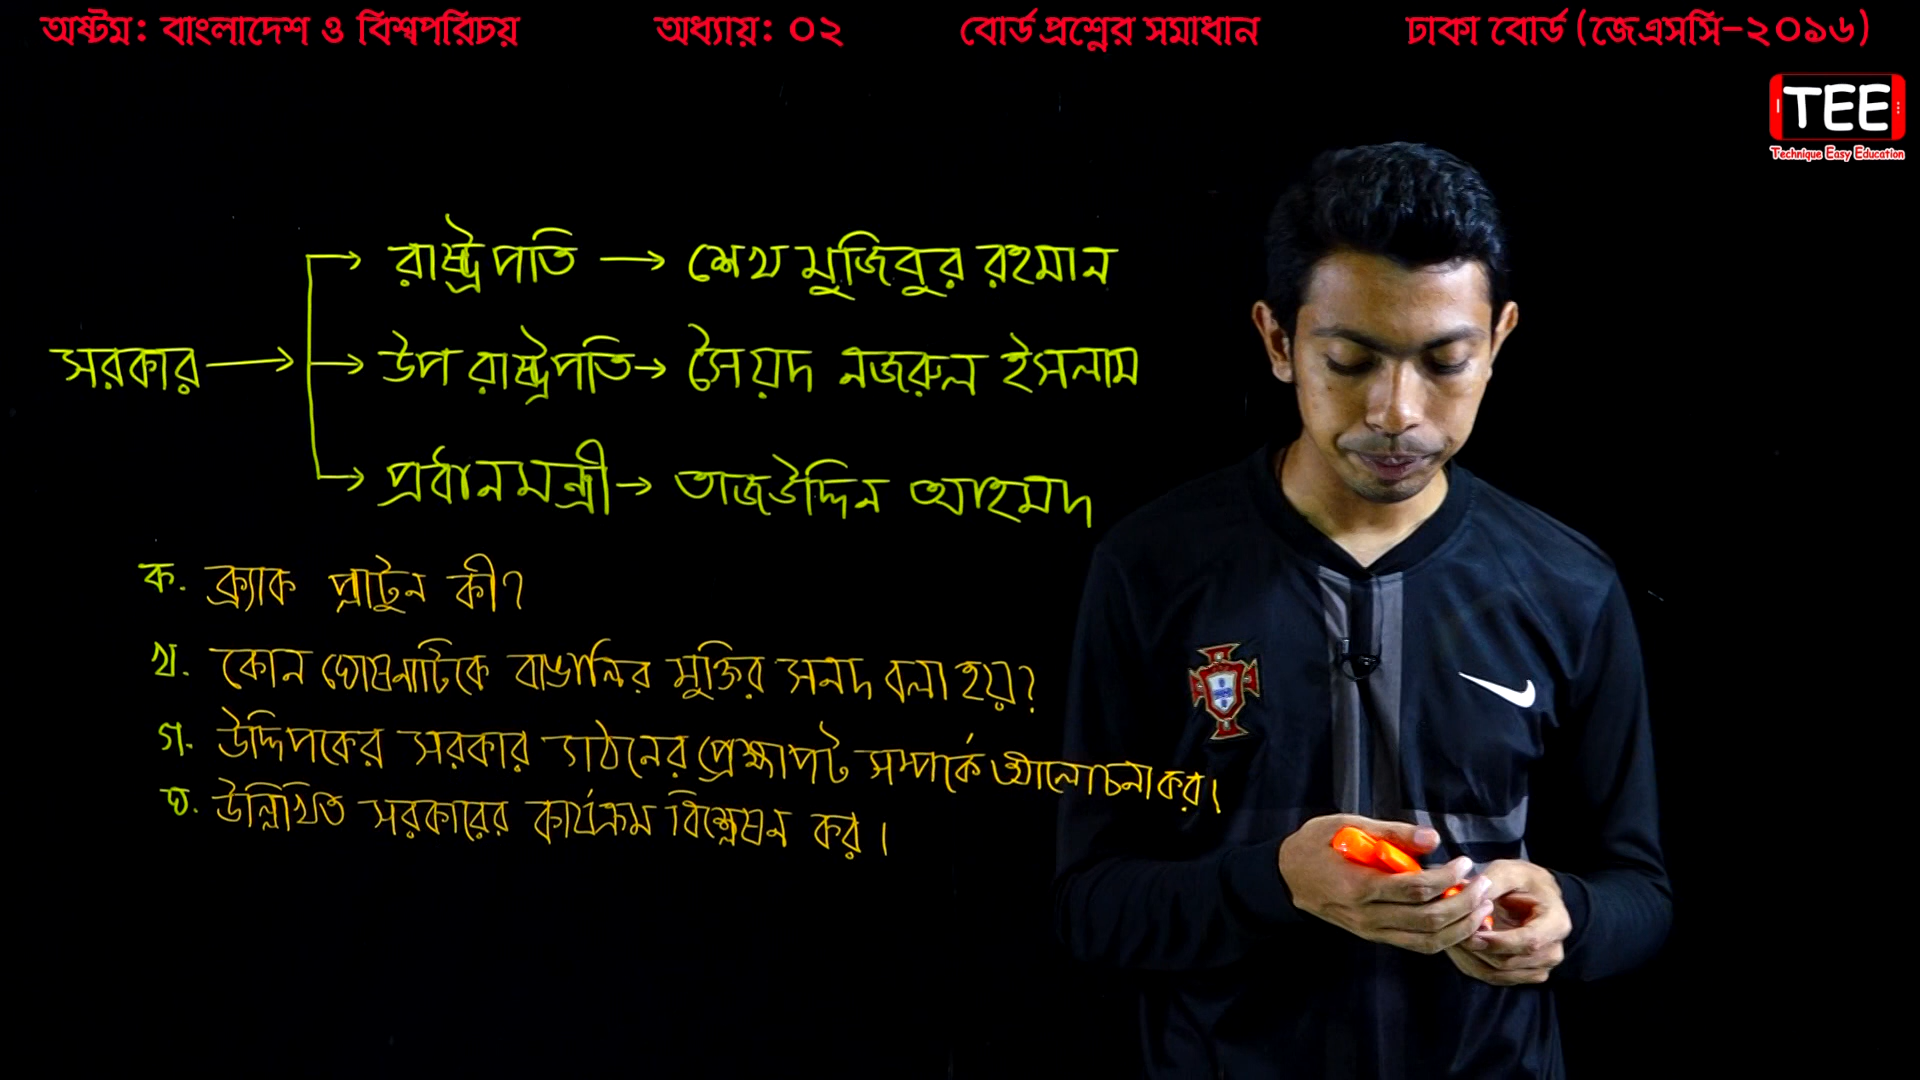 অষ্টম: বাংলাদেশ ও বিশ্বপরিচয় অধ্যায়: ০২ বোর্ড প্রশ্নের সমাধান ঢাকা বোর্ড (জেএসসি-২০১৬)
TEE
Technique Easy Education
রাষ্ট্রপতি → শেখ মুজিবুর রহমান
সরকার → উপ রাষ্ট্রপতি → সৈয়দ নজরুল ইসলাম
প্রধানমন্ত্রী → তাজউদ্দিন আহমদ
ক. ক্র্যাক প্লাটুন কী?
খ. কোন ঘোষনাটিকে বাঙালির মুক্তির সনদ বলা হয়?
গ. উদ্দিপকের সরকার গঠনের প্রেক্ষাপট সম্পর্কে আলোচনা কর।
ঘ. উল্লিখিত সরকারের কার্যক্রম বিশ্লেষন কর।